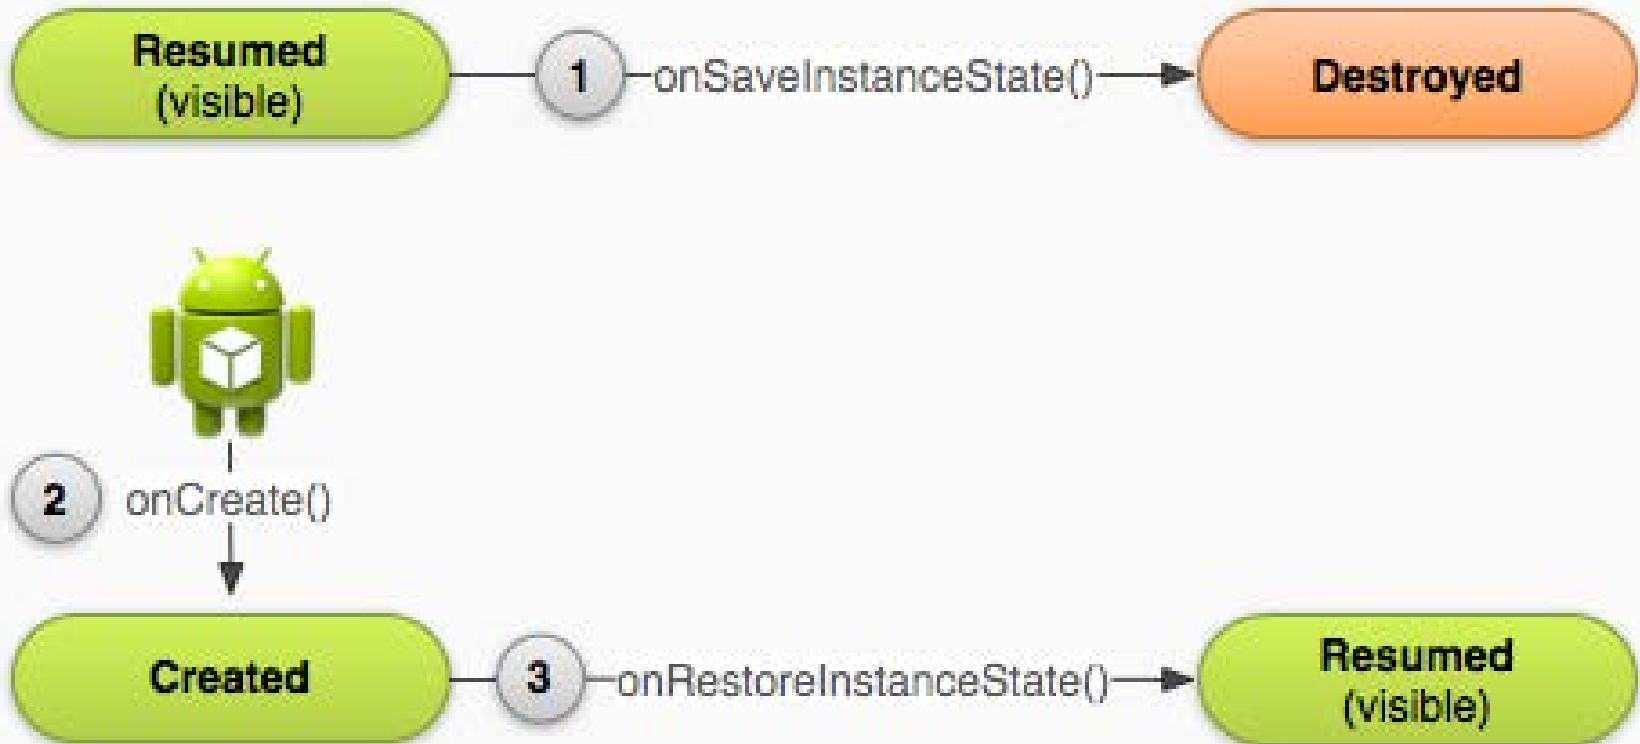 Resumed
(visible)
1
onSaveInstanceState()
Destroyed
2
onCreate()
Created
3
onRestoreInstanceState()
Resumed
(visible)